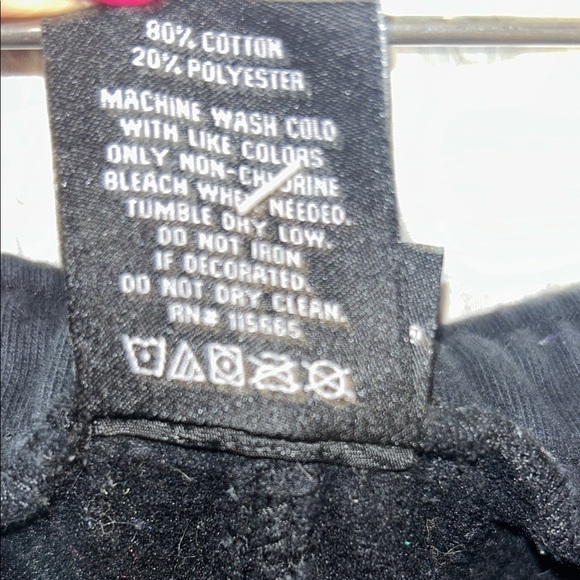 80% COTTON
20% POLYESTER
MACHINE WASH COLD
WITH LIKE COLORS
ONLY NON-CHLORINE
BLEACH WHEN NEEDED.
TUMBLE DRY LOW.
DO NOT IRON
IF DECORATED.
DO NOT DRY CLEAN.
RN# 115565